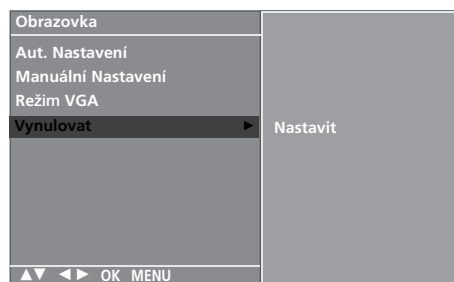 Obrazovka
Aut. Nastavení
Manuální Nastavení
Režim VGA
Vynulovat ►
Nastavit
▲▼ ◄► OK MENU